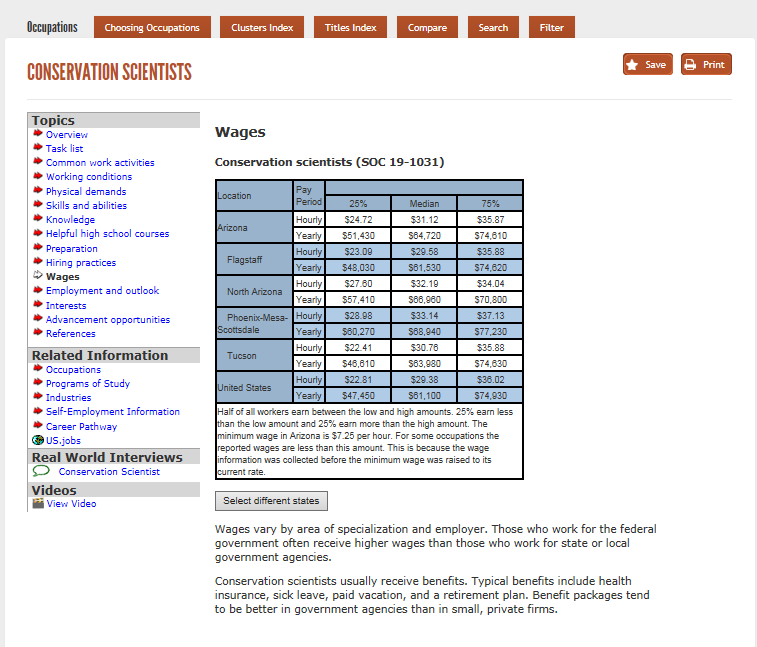 Occupations Choosing Occupations Clusters Index Titles Index Compare Search Filter
CONSERVATION SCIENTISTS
Save Print
Topics
Overview
Task list
Common work activities
Working conditions
Physical demands
Skills and abilities
Knowledge
Helpful high school courses
Preparation
Hiring practices
Wages
Employment and outlook
Interests
Advancement opportunities
References
Related Information
Occupations
Programs of Study
Industries
Self-Employment Information
Career Pathway
US.jobs
Real World Interviews
Conservation Scientist
Videos
View Video
Wages
Conservation scientists (SOC 19-1031)
Location Pay Period 25% Median 75%
Arizona Hourly $24.72 $31.12 $35.87
Yearly $51,430 $64,720 $74,610
Flagstaff Hourly $23.09 $29.58 $35.88
Yearly $48,030 $61,530 $74,620
North Arizona Hourly $27.60 $32.19 $34.04
Yearly $57,410 $66,960 $70,800
Phoenix-Mesa-Scottsdale Hourly $28.98 $33.14 $37.13
Yearly $60,270 $68,940 $77,230
Tucson Hourly $22.41 $30.76 $35.88
Yearly $46,610 $63,980 $74,630
United States Hourly $22.81 $29.38 $36.02
Yearly $47,450 $61,100 $74,930
Half of all workers earn between the low and high amounts. 25% earn less
than the low amount and 25% earn more than the high amount. The
minimum wage in Arizona is $7.25 per hour. For some occupations the
reported wages are less than this amount. This is because the wage
information was collected before the minimum wage was raised to its
current rate.
Select different states
Wages vary by area of specialization and employer. Those who work for the federal
government often receive higher wages than those who work for state or local
government agencies.
Conservation scientists usually receive benefits. Typical benefits include health
insurance, sick leave, paid vacation, and a retirement plan. Benefit packages tend
to be better in government agencies than in small, private firms.